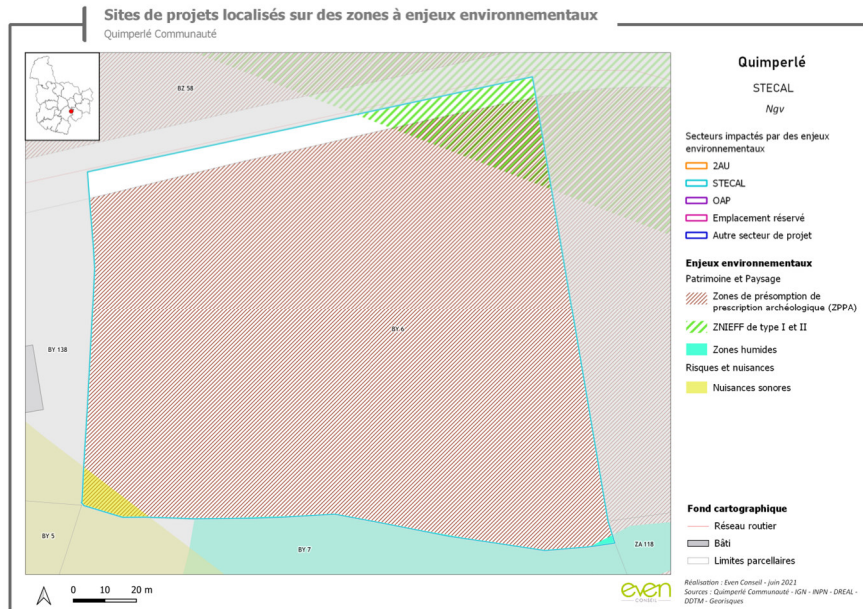 Sites de projets localisés sur des zones à enjeux environnementaux
Quimperlé Communauté
BZ 58
BY 6
BY 138
BY 5
BY 7
ZA 118
0 10 20 m
Quimperlé
STECAL
Ngv
Secteurs impactés par des enjeux
environnementaux
2AU
STECAL
OAP
Emplacement réservé
Autre secteur de projet
Enjeux environnementaux
Patrimoine et Paysage
Zones de présomption de
prescription archéologique (ZPPA)
ZNIEFF de type I et II
Zones humides
Risques et nuisances
Nuisances sonores
Fond cartographique
Réseau routier
Bâti
Limites parcellaires
even
CONSEIL
Réalisation : Even Conseil - juin 2021
Sources : Quimperlé Communauté - IGN - INPN - DREAL -
DDTM - Georisques